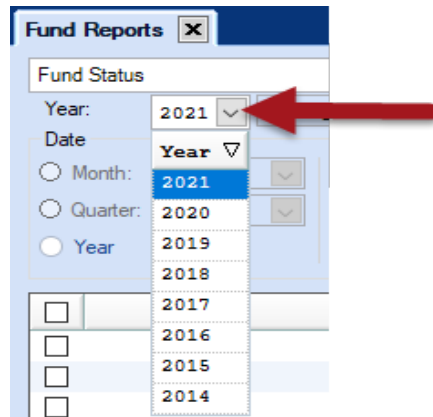 Fund Reports
Fund Status
Year: 2021
Date
Year
Month:
2021
Quarter:
2020
Year
2019
2018
2017
2016
2015
2014